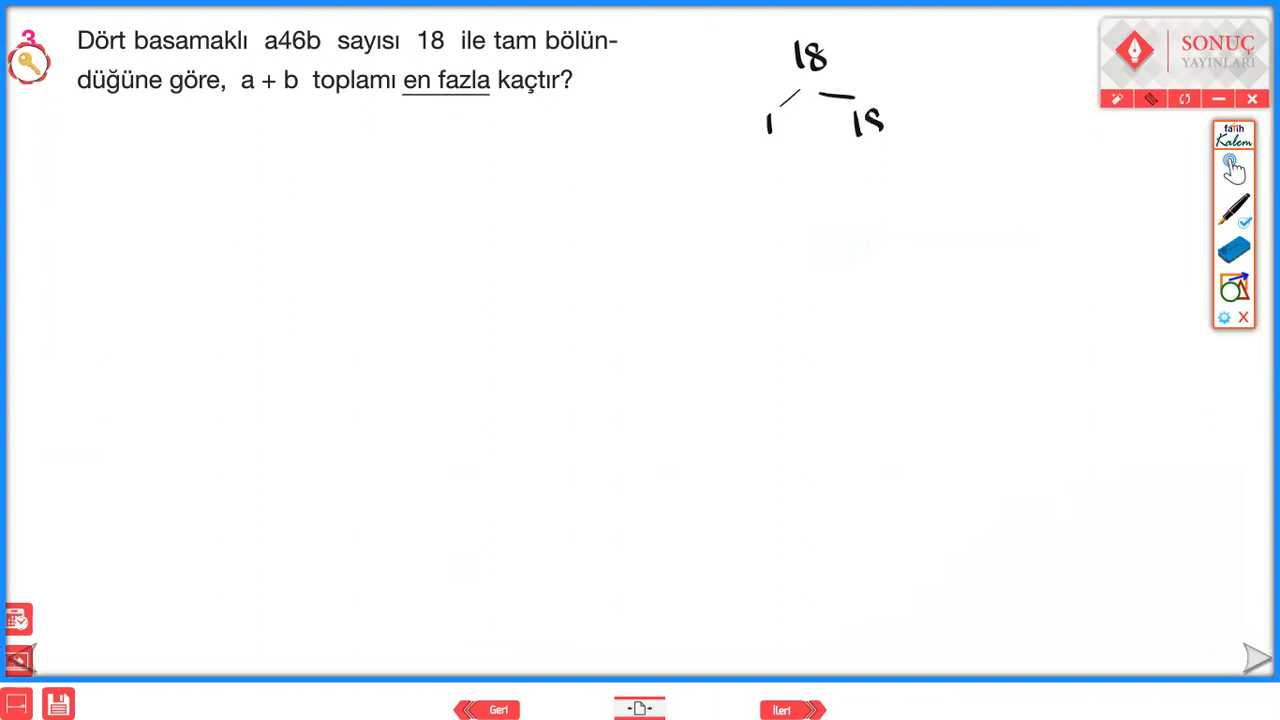 3
Dört basamaklı a46b sayısı 18 ile tam bölün-
düğüne göre, a + b toplamı en fazla kaçtır?
18
1 18
SONUÇ
YAYINLARI
fatih
Kalem
Geri
İleri